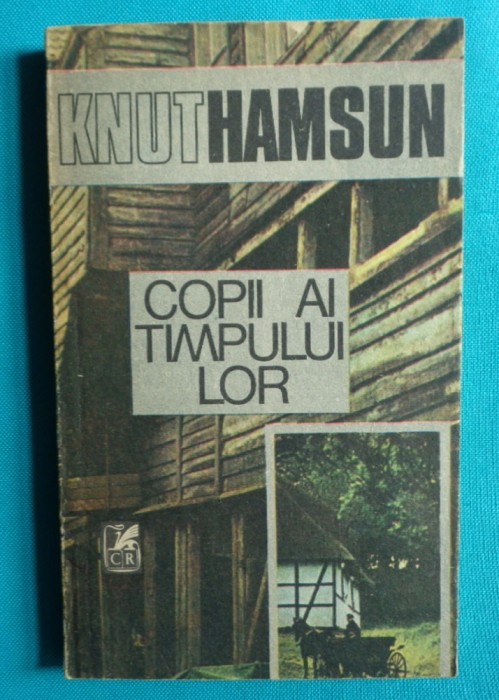 KNUT HAMSUN
COPII AI
TIMPULUI
LOR
CR